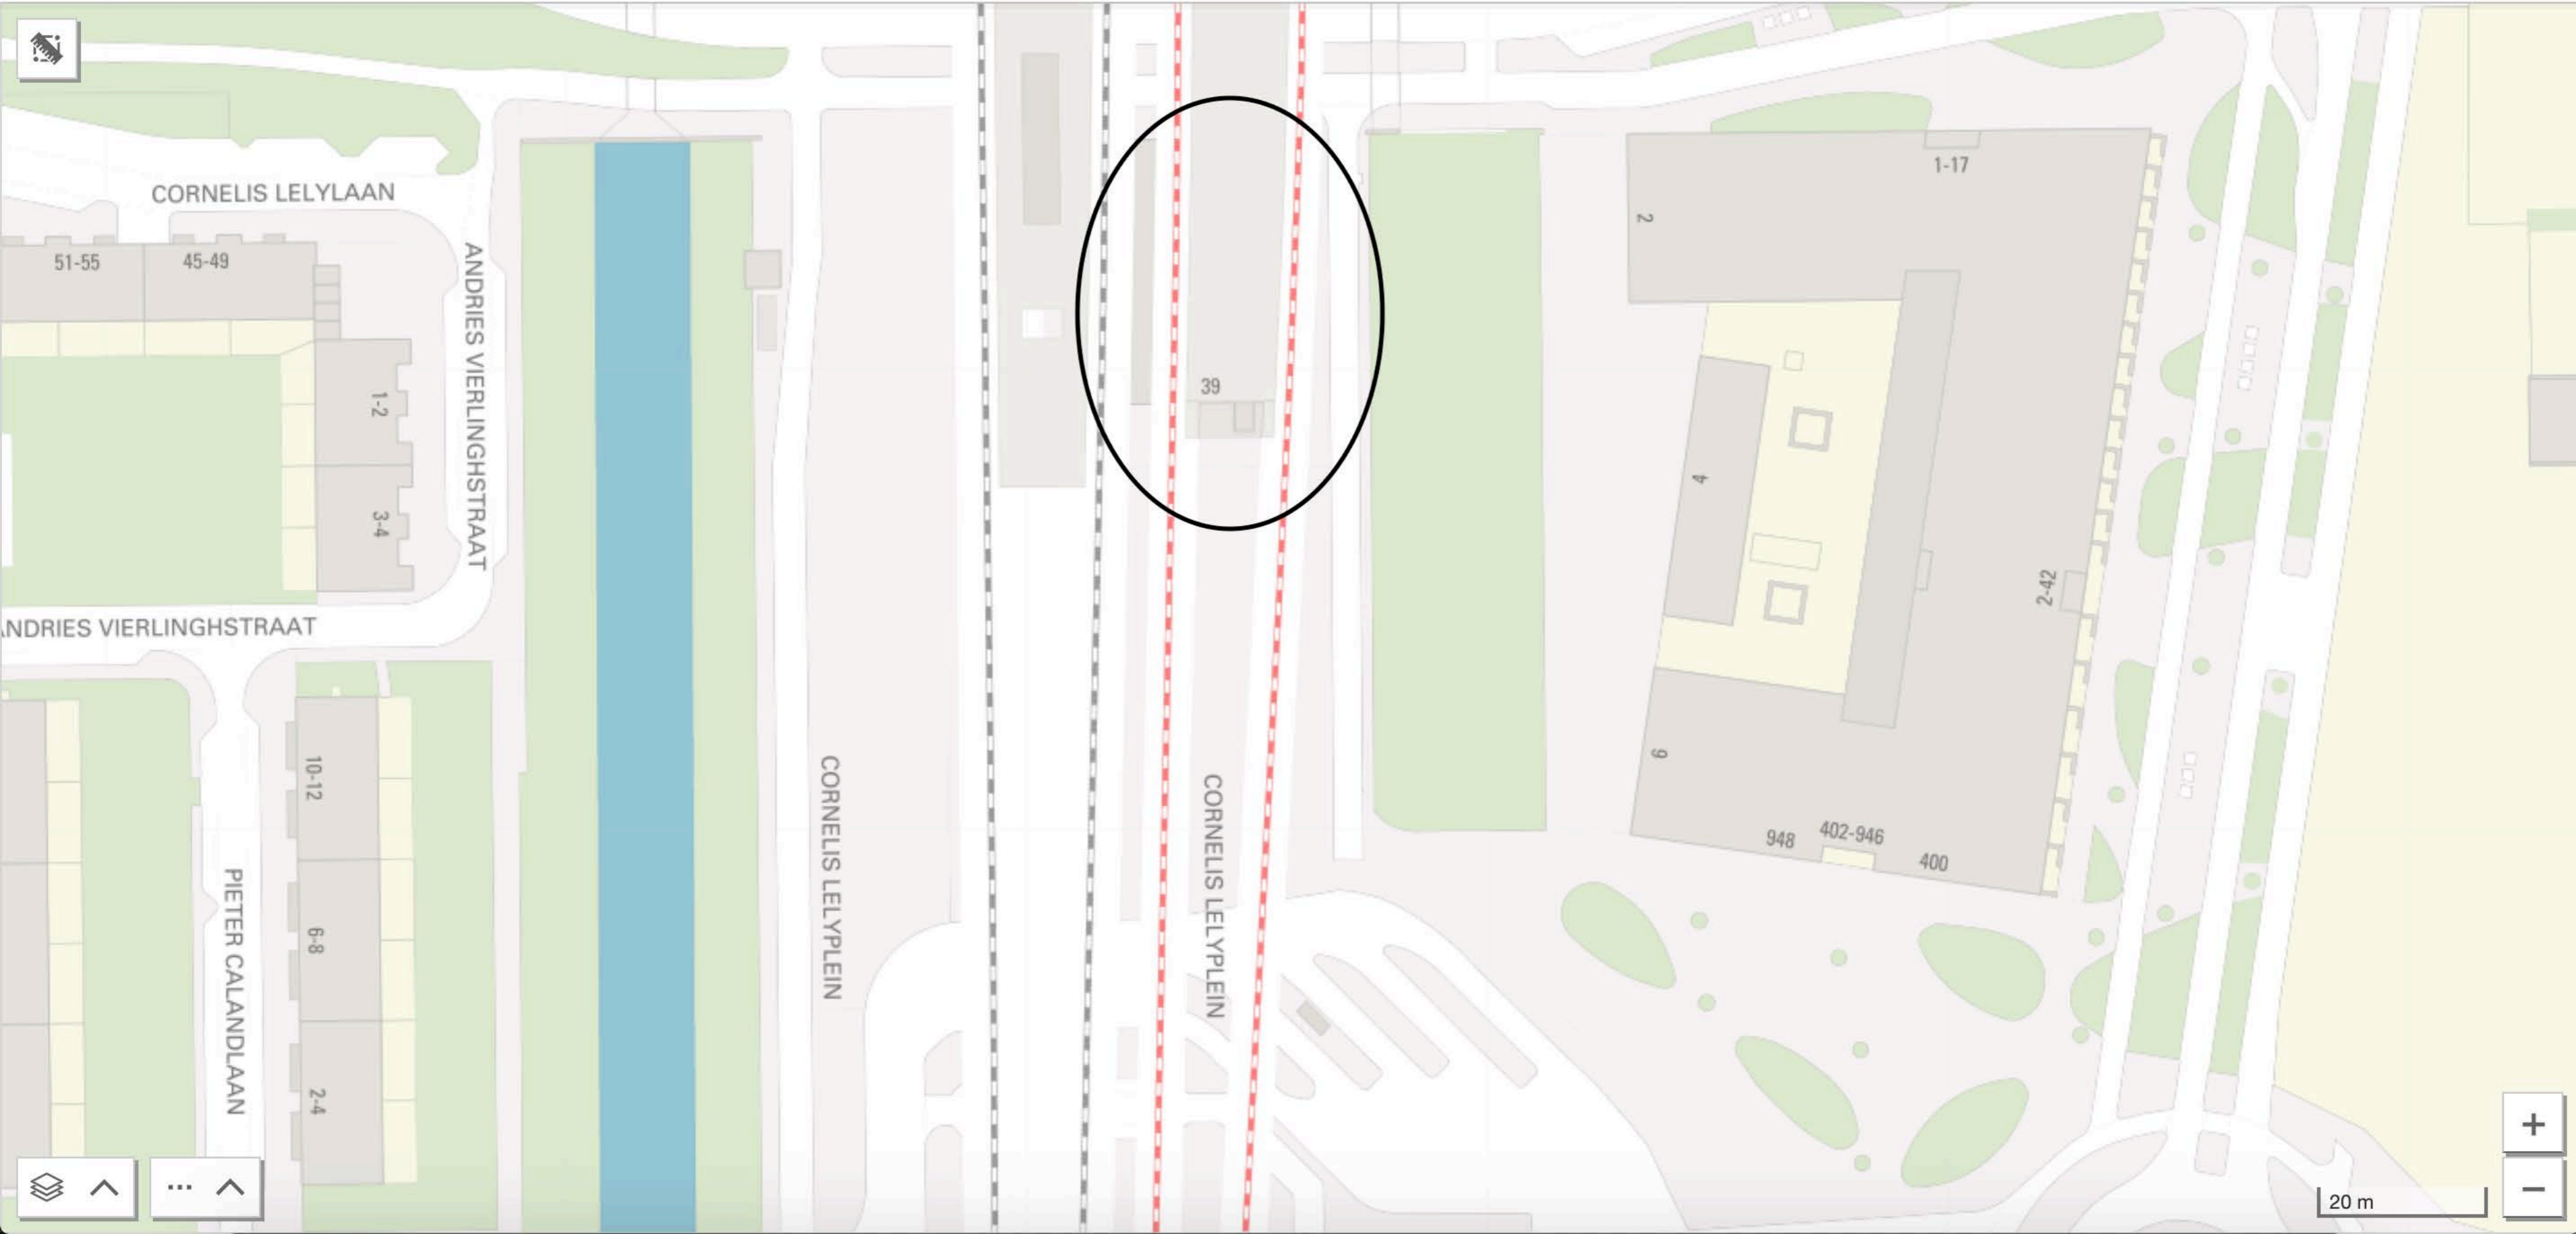 1-17
CORNELIS LELYLAAN
2
51-55
45-49
ANDRIES VIERLINGHSTRAAT
39
1-2
4
3-4
2-42
ANDRIES VIERLINGHSTRAAT
9
10-12
CORNELIS LELYPLEIN
CORNELIS LELYPLEIN
948
402-946
400
PIETER CALANDLAAN
6-8
2-4
20 m